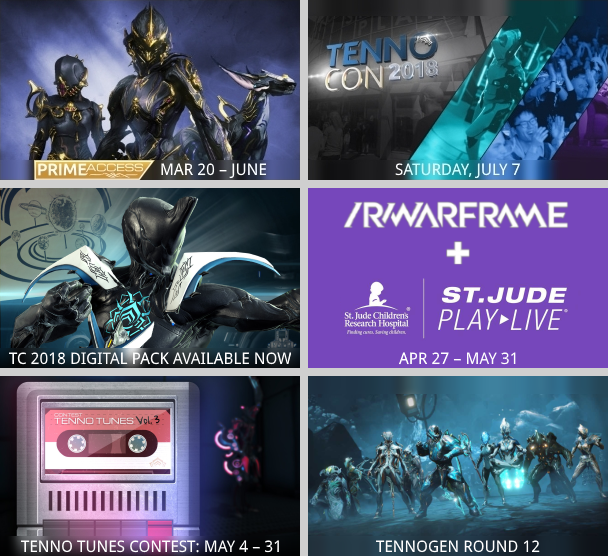 PRIME ACCESS MAR 20 – JUNE
TENNO
CON 2018
SATURDAY, JULY 7
TC 2018 DIGITAL PACK AVAILABLE NOW
WARFRAME
+
St. Jude Children's
Research Hospital
Finding cures. Saving children.
ST. JUDE
PLAY LIVE
APR 27 – MAY 31
CONTEST:
TENNO TUNES Vol. 3
TENNO TUNES CONTEST: MAY 4 – 31
TENNOGEN ROUND 12